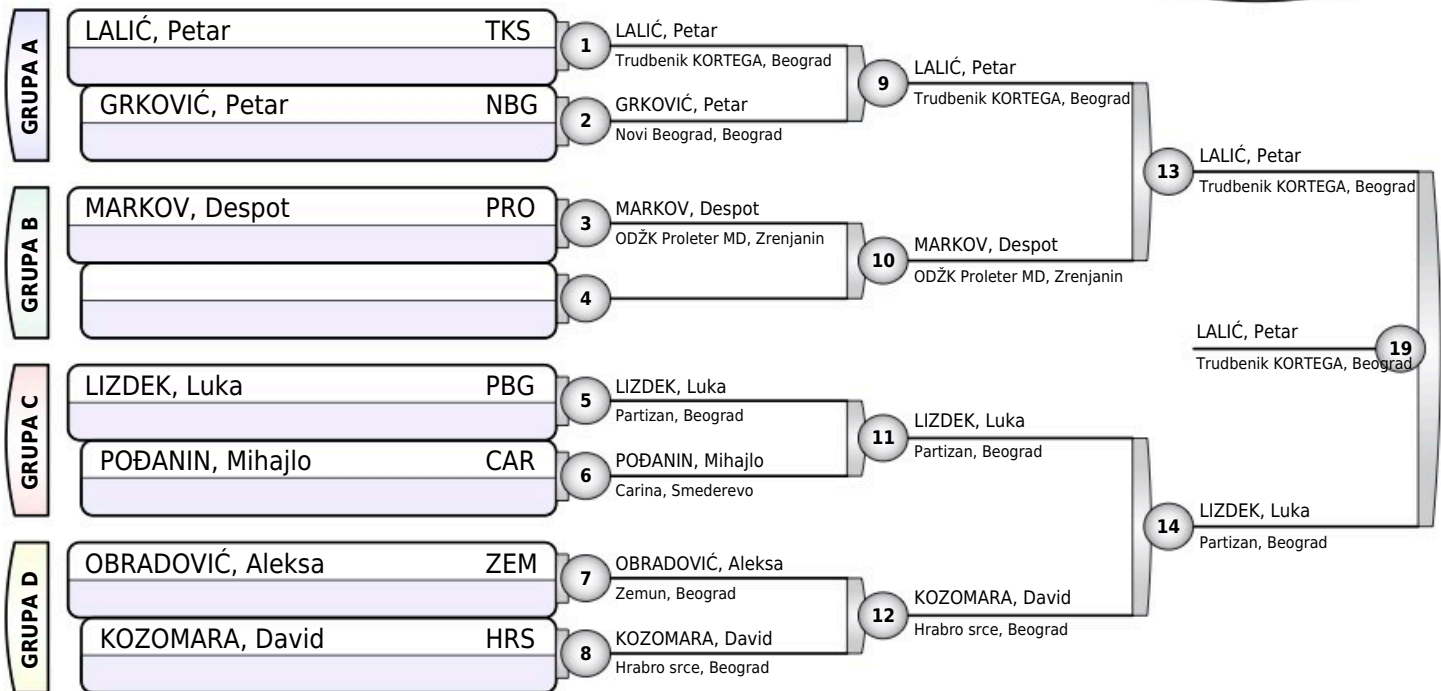 GRUPA A
LALIĆ, Petar TKS
GRKOVIĆ, Petar NBG
GRUPA B
MARKOV, Despot PRO
GRUPA C
LIZDEK, Luka PBG
POĐANIN, Mihajlo CAR
GRUPA D
OBRADOVIĆ, Aleksa ZEM
KOZOMARA, David HRS
1
LALIĆ, Petar
Trudbenik KORTEGA, Beograd
2
GRKOVIĆ, Petar
Novi Beograd, Beograd
3
MARKOV, Despot
ODŽK Proleter MD, Zrenjanin
4
5
LIZDEK, Luka
Partizan, Beograd
6
POĐANIN, Mihajlo
Carina, Smederevo
7
OBRADOVIĆ, Aleksa
Zemun, Beograd
8
KOZOMARA, David
Hrabro srce, Beograd
9
LALIĆ, Petar
Trudbenik KORTEGA, Beograd
10
MARKOV, Despot
ODŽK Proleter MD, Zrenjanin
11
LIZDEK, Luka
Partizan, Beograd
12
KOZOMARA, David
Hrabro srce, Beograd
13
LALIĆ, Petar
Trudbenik KORTEGA, Beograd
14
LIZDEK, Luka
Partizan, Beograd
19
LALIĆ, Petar
Trudbenik KORTEGA, Beograd